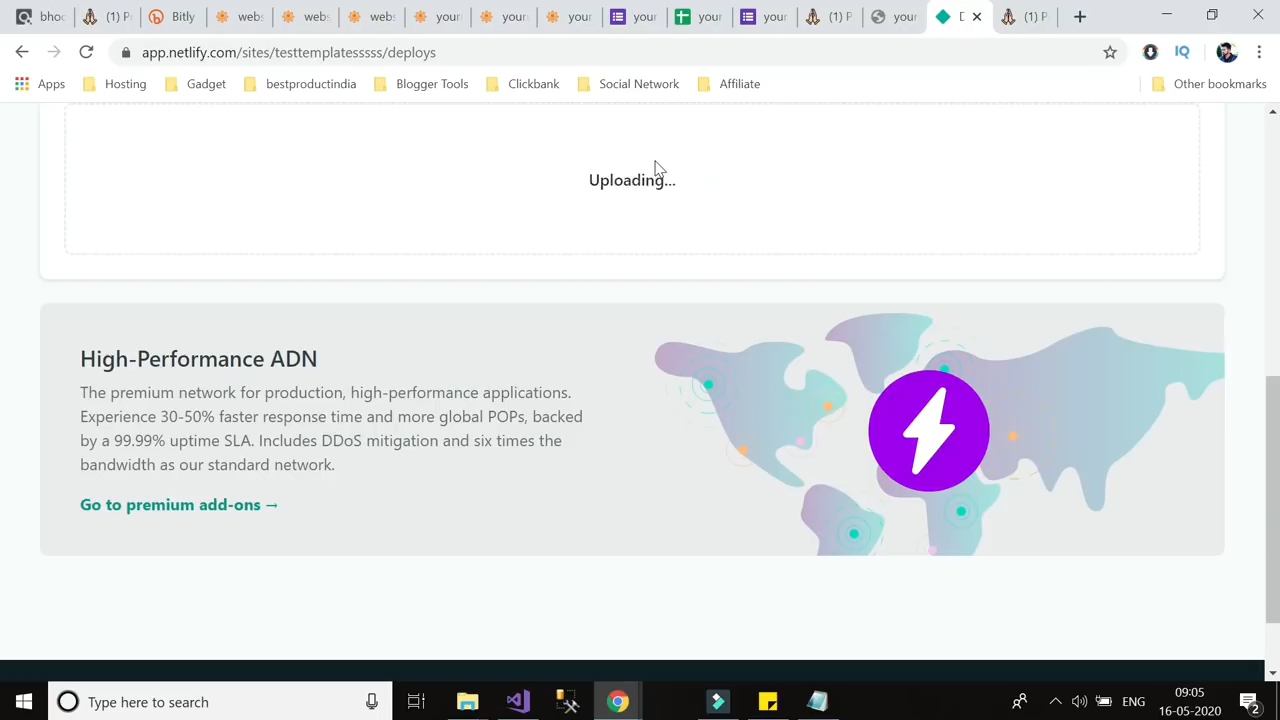 bhoc
(1) P
Bitly
webs
webs
webs
your
yours
your
your
your
your
(1) P
your
D
(1) P
app.netlify.com/sites/testtemplatesssss/deploys
IQ
Apps
Hosting
Gadget
bestproductindia
Blogger Tools
Clickbank
Social Network
Affiliate
Other bookmarks
Uploading...
High-Performance ADN
The premium network for production, high-performance applications.
Experience 30-50% faster response time and more global POPs, backed
by a 99.99% uptime SLA. Includes DDoS mitigation and six times the
bandwidth as our standard network.
Go to premium add-ons →
Type here to search
ENG
09:05
16-05-2020
2